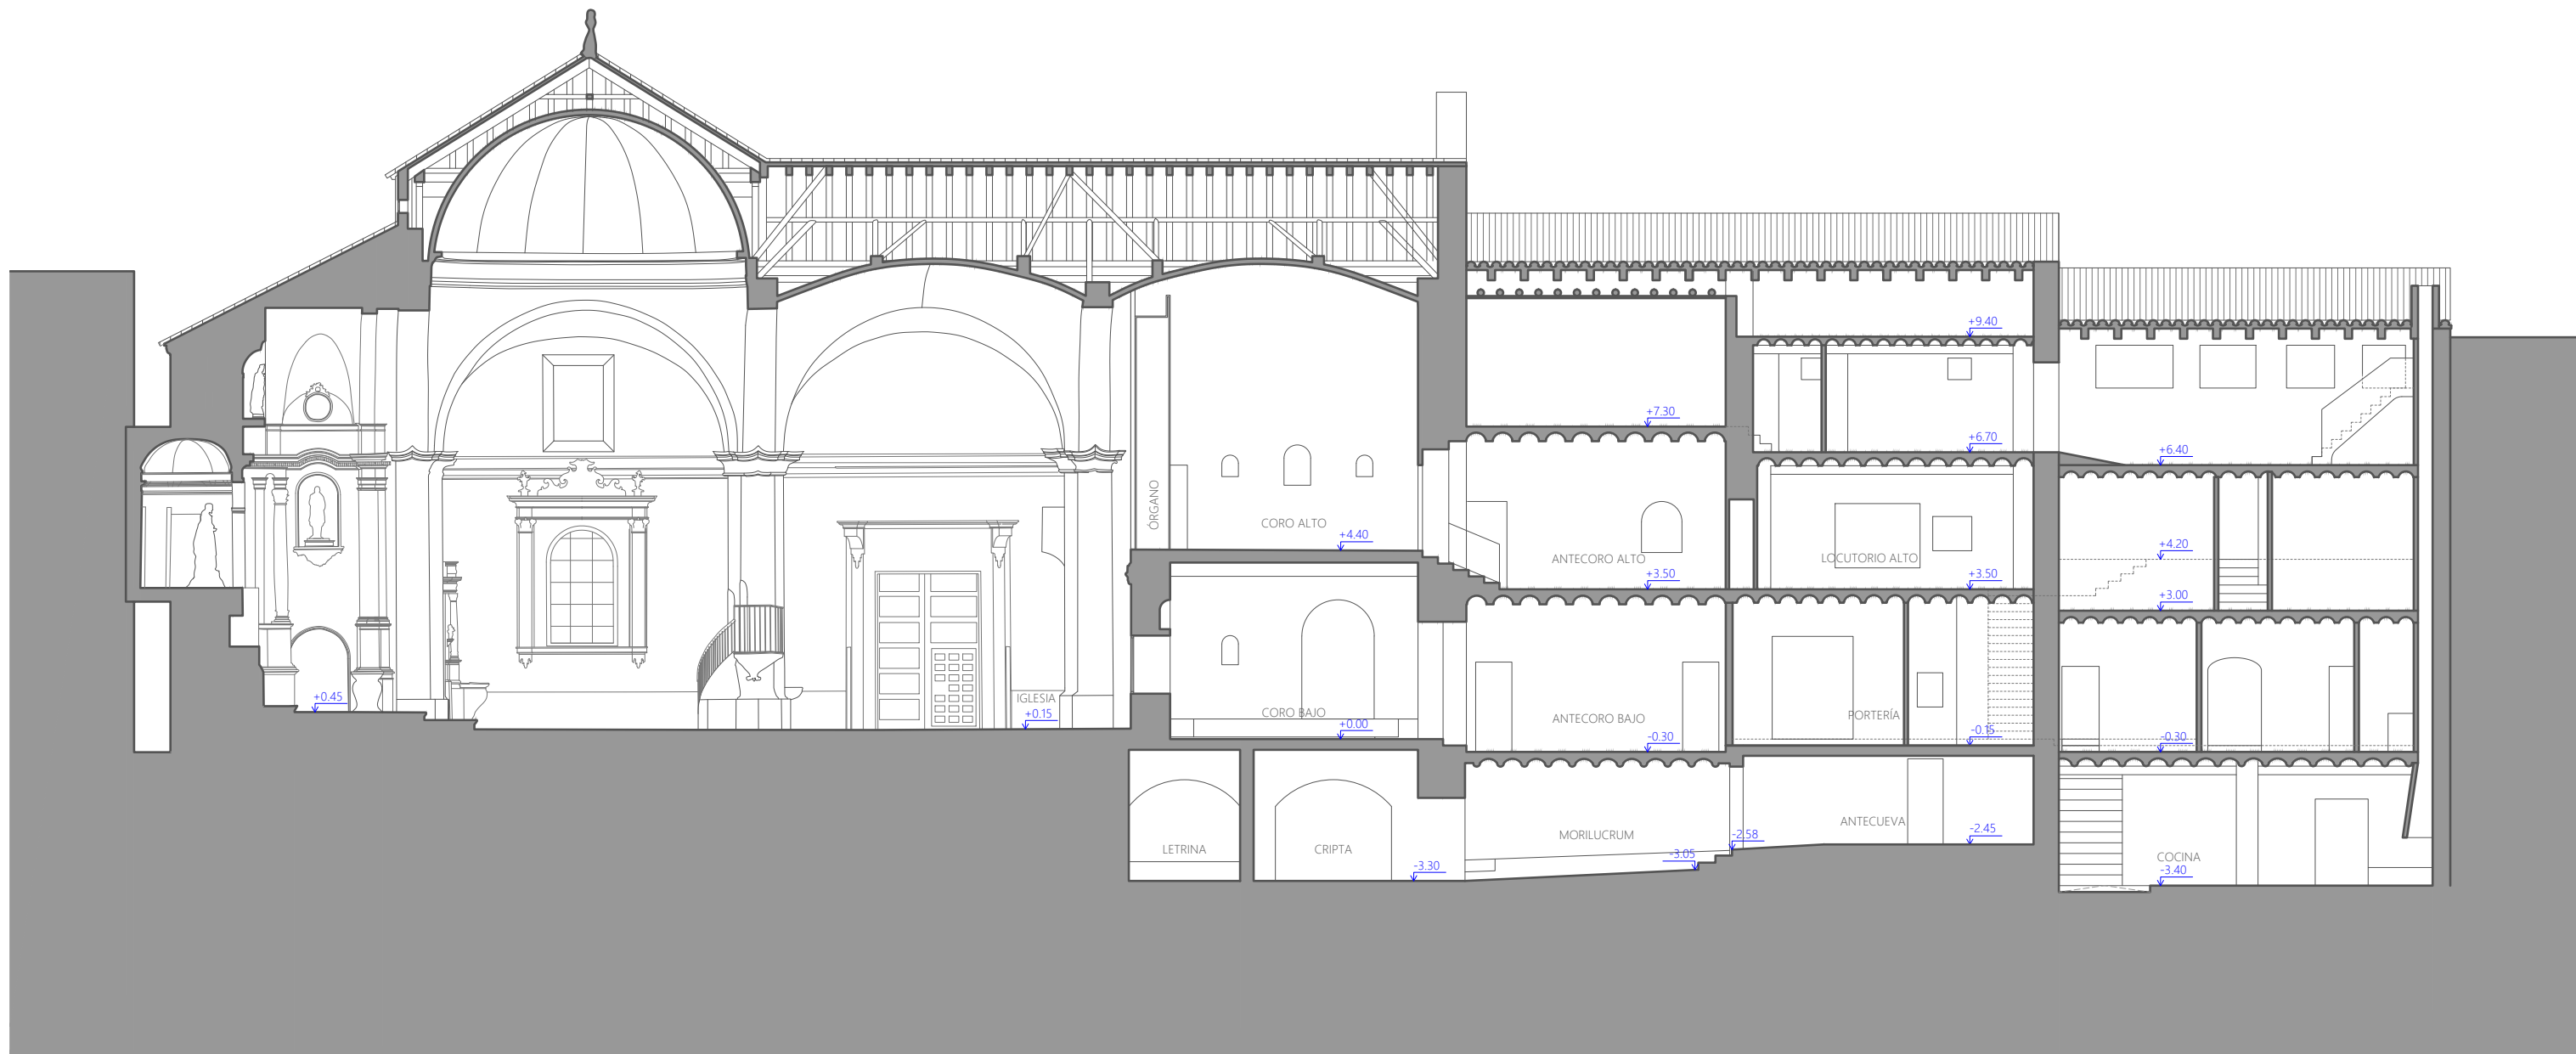 +9.40
+7.30
+6.70
+6.40
ÓRGANO
CORO ALTO
+4.40
ANTECORO ALTO
+3.50
LOCUTORIO ALTO
+3.50
+4.20
+3.00
+0.45
IGLESIA
+0.15
CORO BAJO
+0.00
ANTECORO BAJO
-0.30
PORTERÍA
-0.15
-0.30
LETRINA
CRIPTA
-3.30
MORILUCRUM
-3.05
-2.58
ANTECUEVA
-2.45
COCINA
-3.40